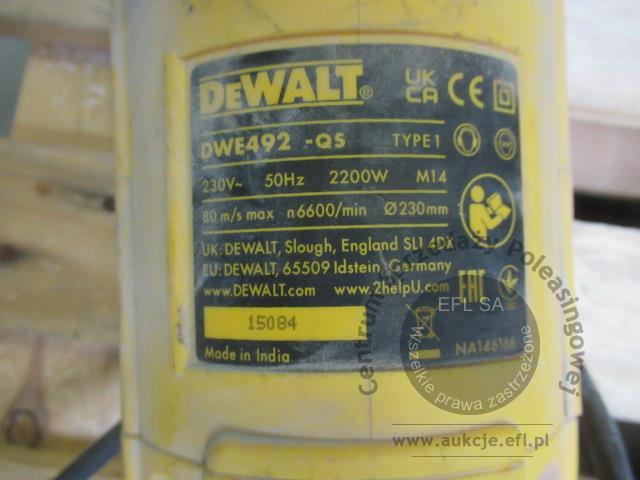 DEWALT®
UK
CA
CE
DWE492 -QS TYPE 1
230V~ 50Hz 2200W M14
80 m/s max n 6600/min Ø230mm
UK: DEWALT, Slough, England SL1 4DX
EU: DEWALT, 65509 Idstein, Germany
www.DEWALT.com www.2helpU.com
EAC
15084
Made in India
NA146166
Centrum Sprzedaży Poleasingowej
EFL SA
Wszelkie prawa zastrzeżone
www.aukcje.efl.pl